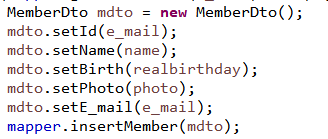 MemberDto mdto = new MemberDto();
mdto.setId(e_mail);
mdto.setName(name);
mdto.setBirth(realbirthday);
mdto.setPhoto(photo);
mdto.setE_mail(e_mail);
mapper.insertMember(mdto);